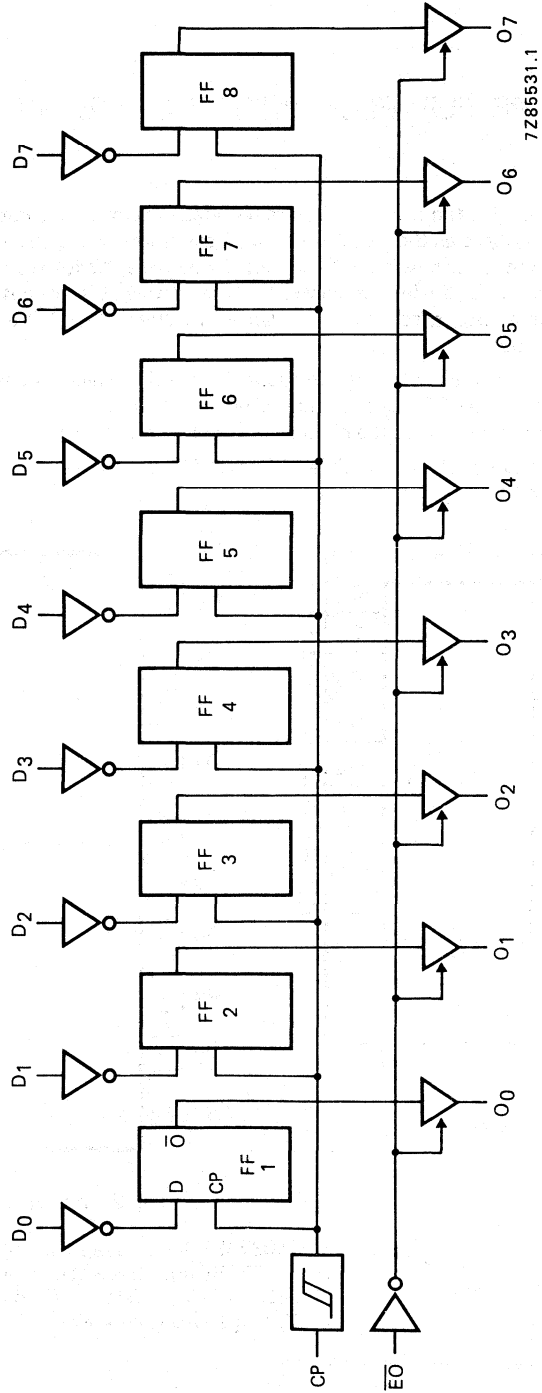 D0 D1 D2 D3 D4 D5 D6 D7
D O̅
CP
FF 1
FF 2
FF 3
FF 4
FF 5
FF 6
FF 7
FF 8
CP
E̅O̅
O0 O1 O2 O3 O4 O5 O6 O7
7Z85531.1